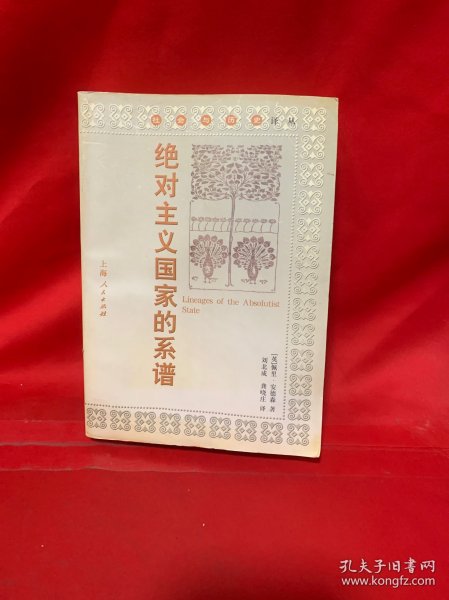 社会与历史译丛
绝对主义国家的系谱
Lineages of the Absolutist
State
上海人民出版社
[英]佩里·安德森 著
刘北成 龚晓庄 译
孔夫子旧书网
www.kongfz.com